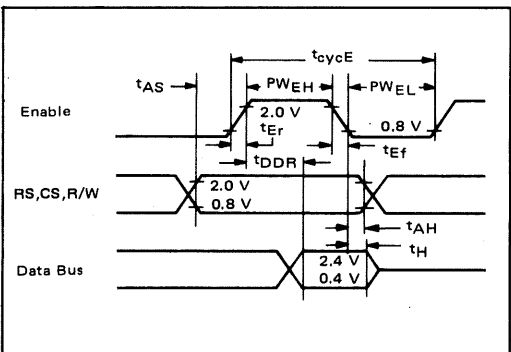 tcycE
tAS
PWEH
PWEL
Enable
2.0 V
0.8 V
tEr
tEf
tDDR
RS,CS,R/W
2.0 V
0.8 V
tAH
tH
Data Bus
2.4 V
0.4 V